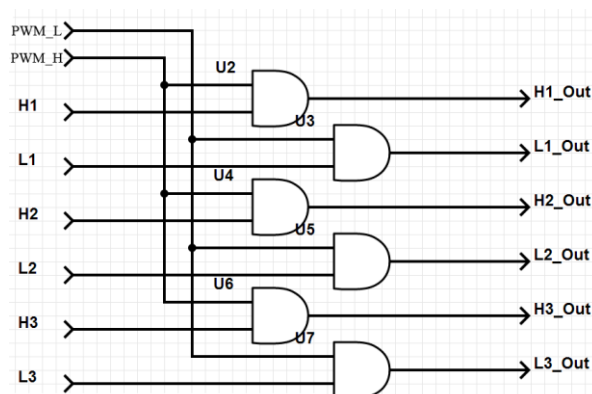 PWM_L
PWM_H
U2
H1
H1_Out
U3
L1
L1_Out
U4
H2
H2_Out
U5
L2
L2_Out
U6
H3
H3_Out
U7
L3
L3_Out